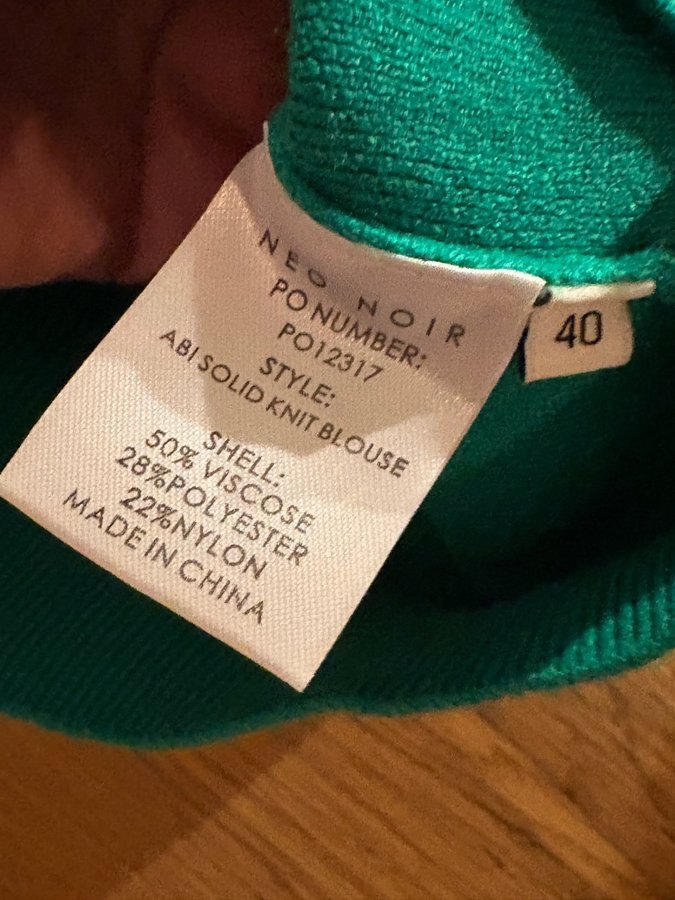 NEO NOIR
PO NUMBER:
PO12317
STYLE:
ABI SOLID KNIT BLOUSE
SHELL:
50% VISCOSE
28%POLYESTER
22%NYLON
MADE IN CHINA
40